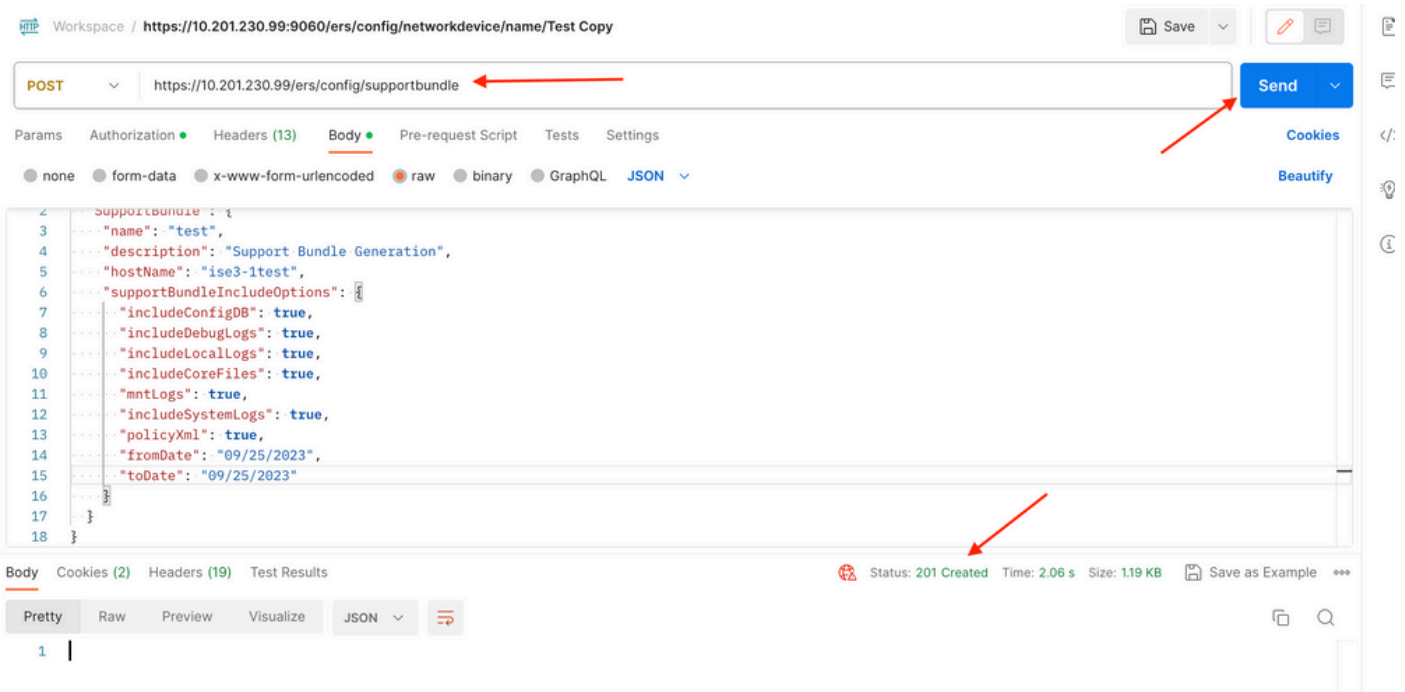 HTTP Workspace / https://10.201.230.99:9060/ers/config/networkdevice/name/Test Copy Save
POST https://10.201.230.99/ers/config/supportbundle Send
Params Authorization Headers (13) Body Pre-request Script Tests Settings Cookies
none form-data x-www-form-urlencoded raw binary GraphQL JSON Beautify
2 "SupportBundle": {
3 "name": "test",
4 "description": "Support Bundle Generation",
5 "hostName": "ise3-1test",
6 "supportBundleIncludeOptions": {
7 "includeConfigDB": true,
8 "includeDebugLogs": true,
9 "includeLocalLogs": true,
10 "includeCoreFiles": true,
11 "mntLogs": true,
12 "includeSystemLogs": true,
13 "policyXml": true,
14 "fromDate": "09/25/2023",
15 "toDate": "09/25/2023"
16 }
17 }
18 }
Body Cookies (2) Headers (19) Test Results Status: 201 Created Time: 2.06 s Size: 1.19 KB Save as Example
Pretty Raw Preview Visualize JSON
1